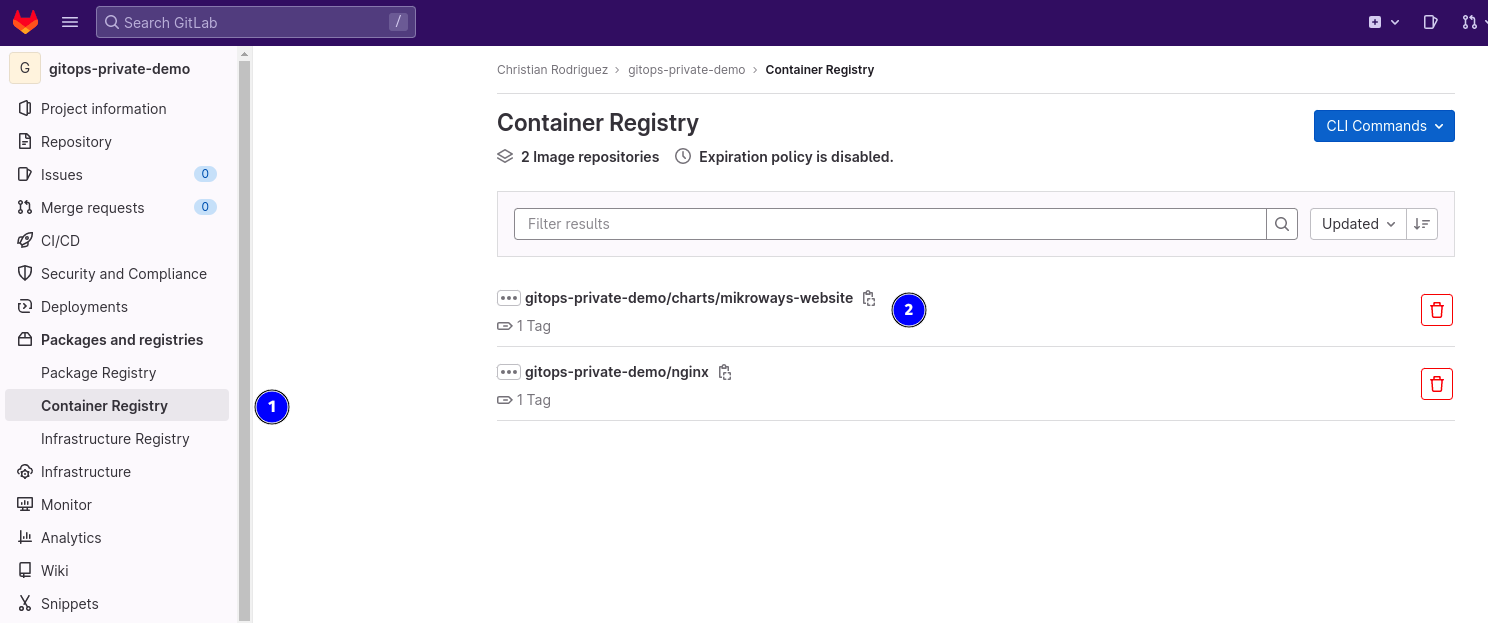 Search GitLab /
G gitops-private-demo
Project information
Repository
Issues 0
Merge requests 0
CI/CD
Security and Compliance
Deployments
Packages and registries
Package Registry
Container Registry
Infrastructure Registry
Infrastructure
Monitor
Analytics
Wiki
Snippets
1
Christian Rodriguez › gitops-private-demo › Container Registry
Container Registry
CLI Commands
2 Image repositories Expiration policy is disabled.
Filter results
Updated
gitops-private-demo/charts/mikroways-website
2
1 Tag
gitops-private-demo/nginx
1 Tag